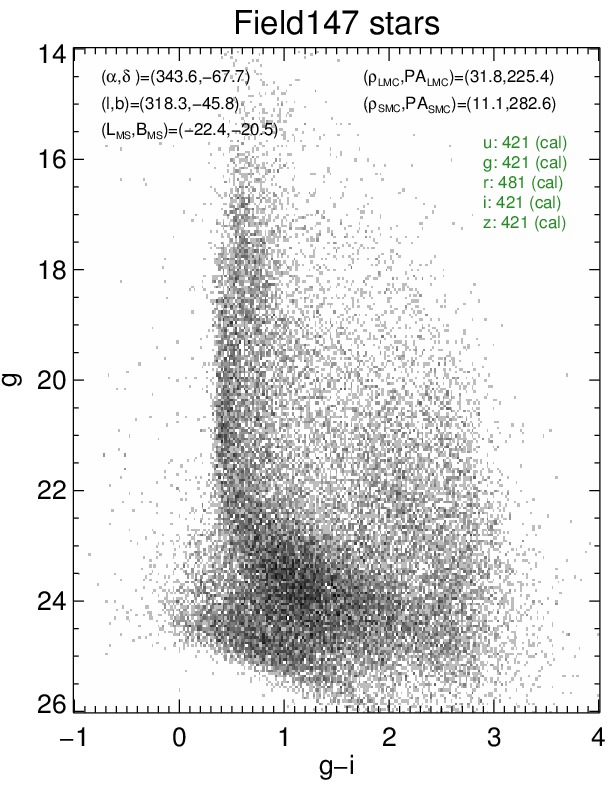 Field147 stars
(α,δ)=(343.6,−67.7)
(ρLMC,PALMC)=(31.8,225.4)
(l,b)=(318.3,−45.8)
(ρSMC,PASMC)=(11.1,282.6)
(LMS,BMS)=(−22.4,−20.5)
u: 421 (cal)
g: 421 (cal)
r: 481 (cal)
i: 421 (cal)
z: 421 (cal)
14
16
18
20
22
24
26
g
−1 0 1 2 3 4
g−i